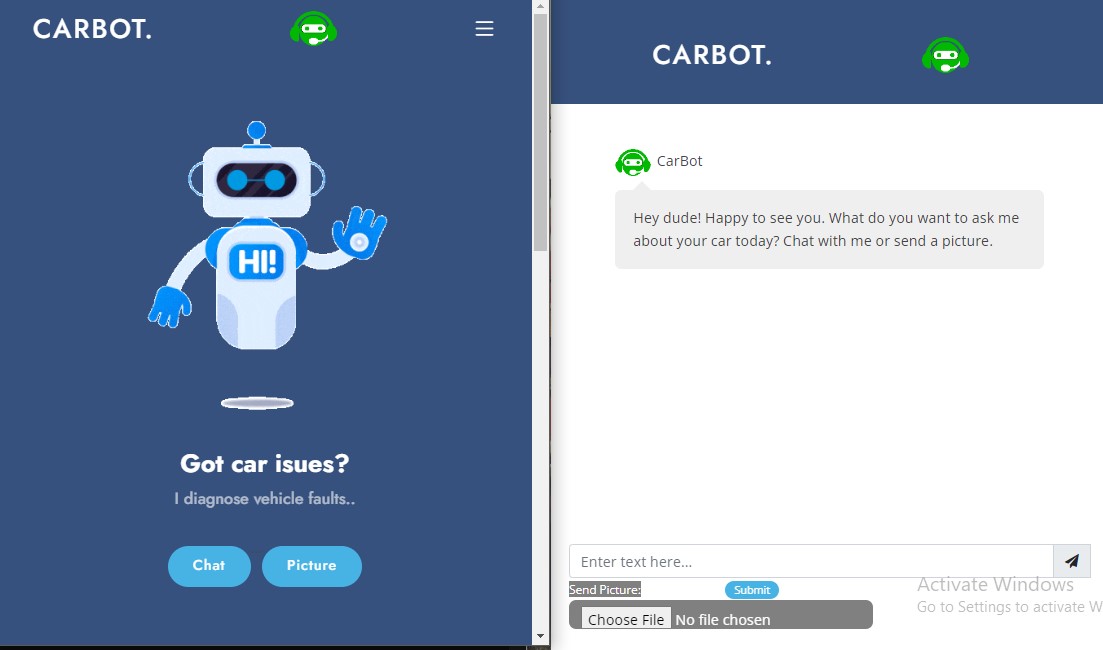 CARBOT.
HI!
Got car isues?
I diagnose vehicle faults..
Chat
Picture
CARBOT.
CarBot
Hey dude! Happy to see you. What do you want to ask me
about your car today? Chat with me or send a picture.
Enter text here...
Send Picture:
Submit
Choose File No file chosen
Activate Windows
Go to Settings to activate W